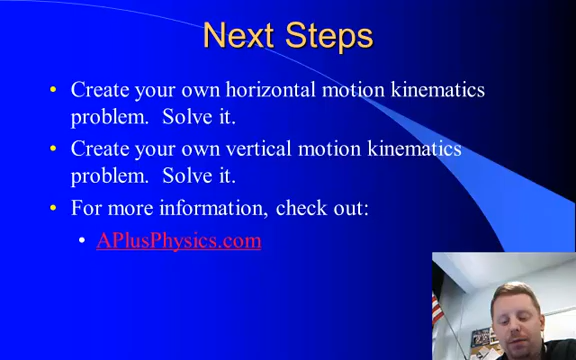 Next Steps
• Create your own horizontal motion kinematics
problem. Solve it.
• Create your own vertical motion kinematics
problem. Solve it.
• For more information, check out:
• APlusPhysics.com